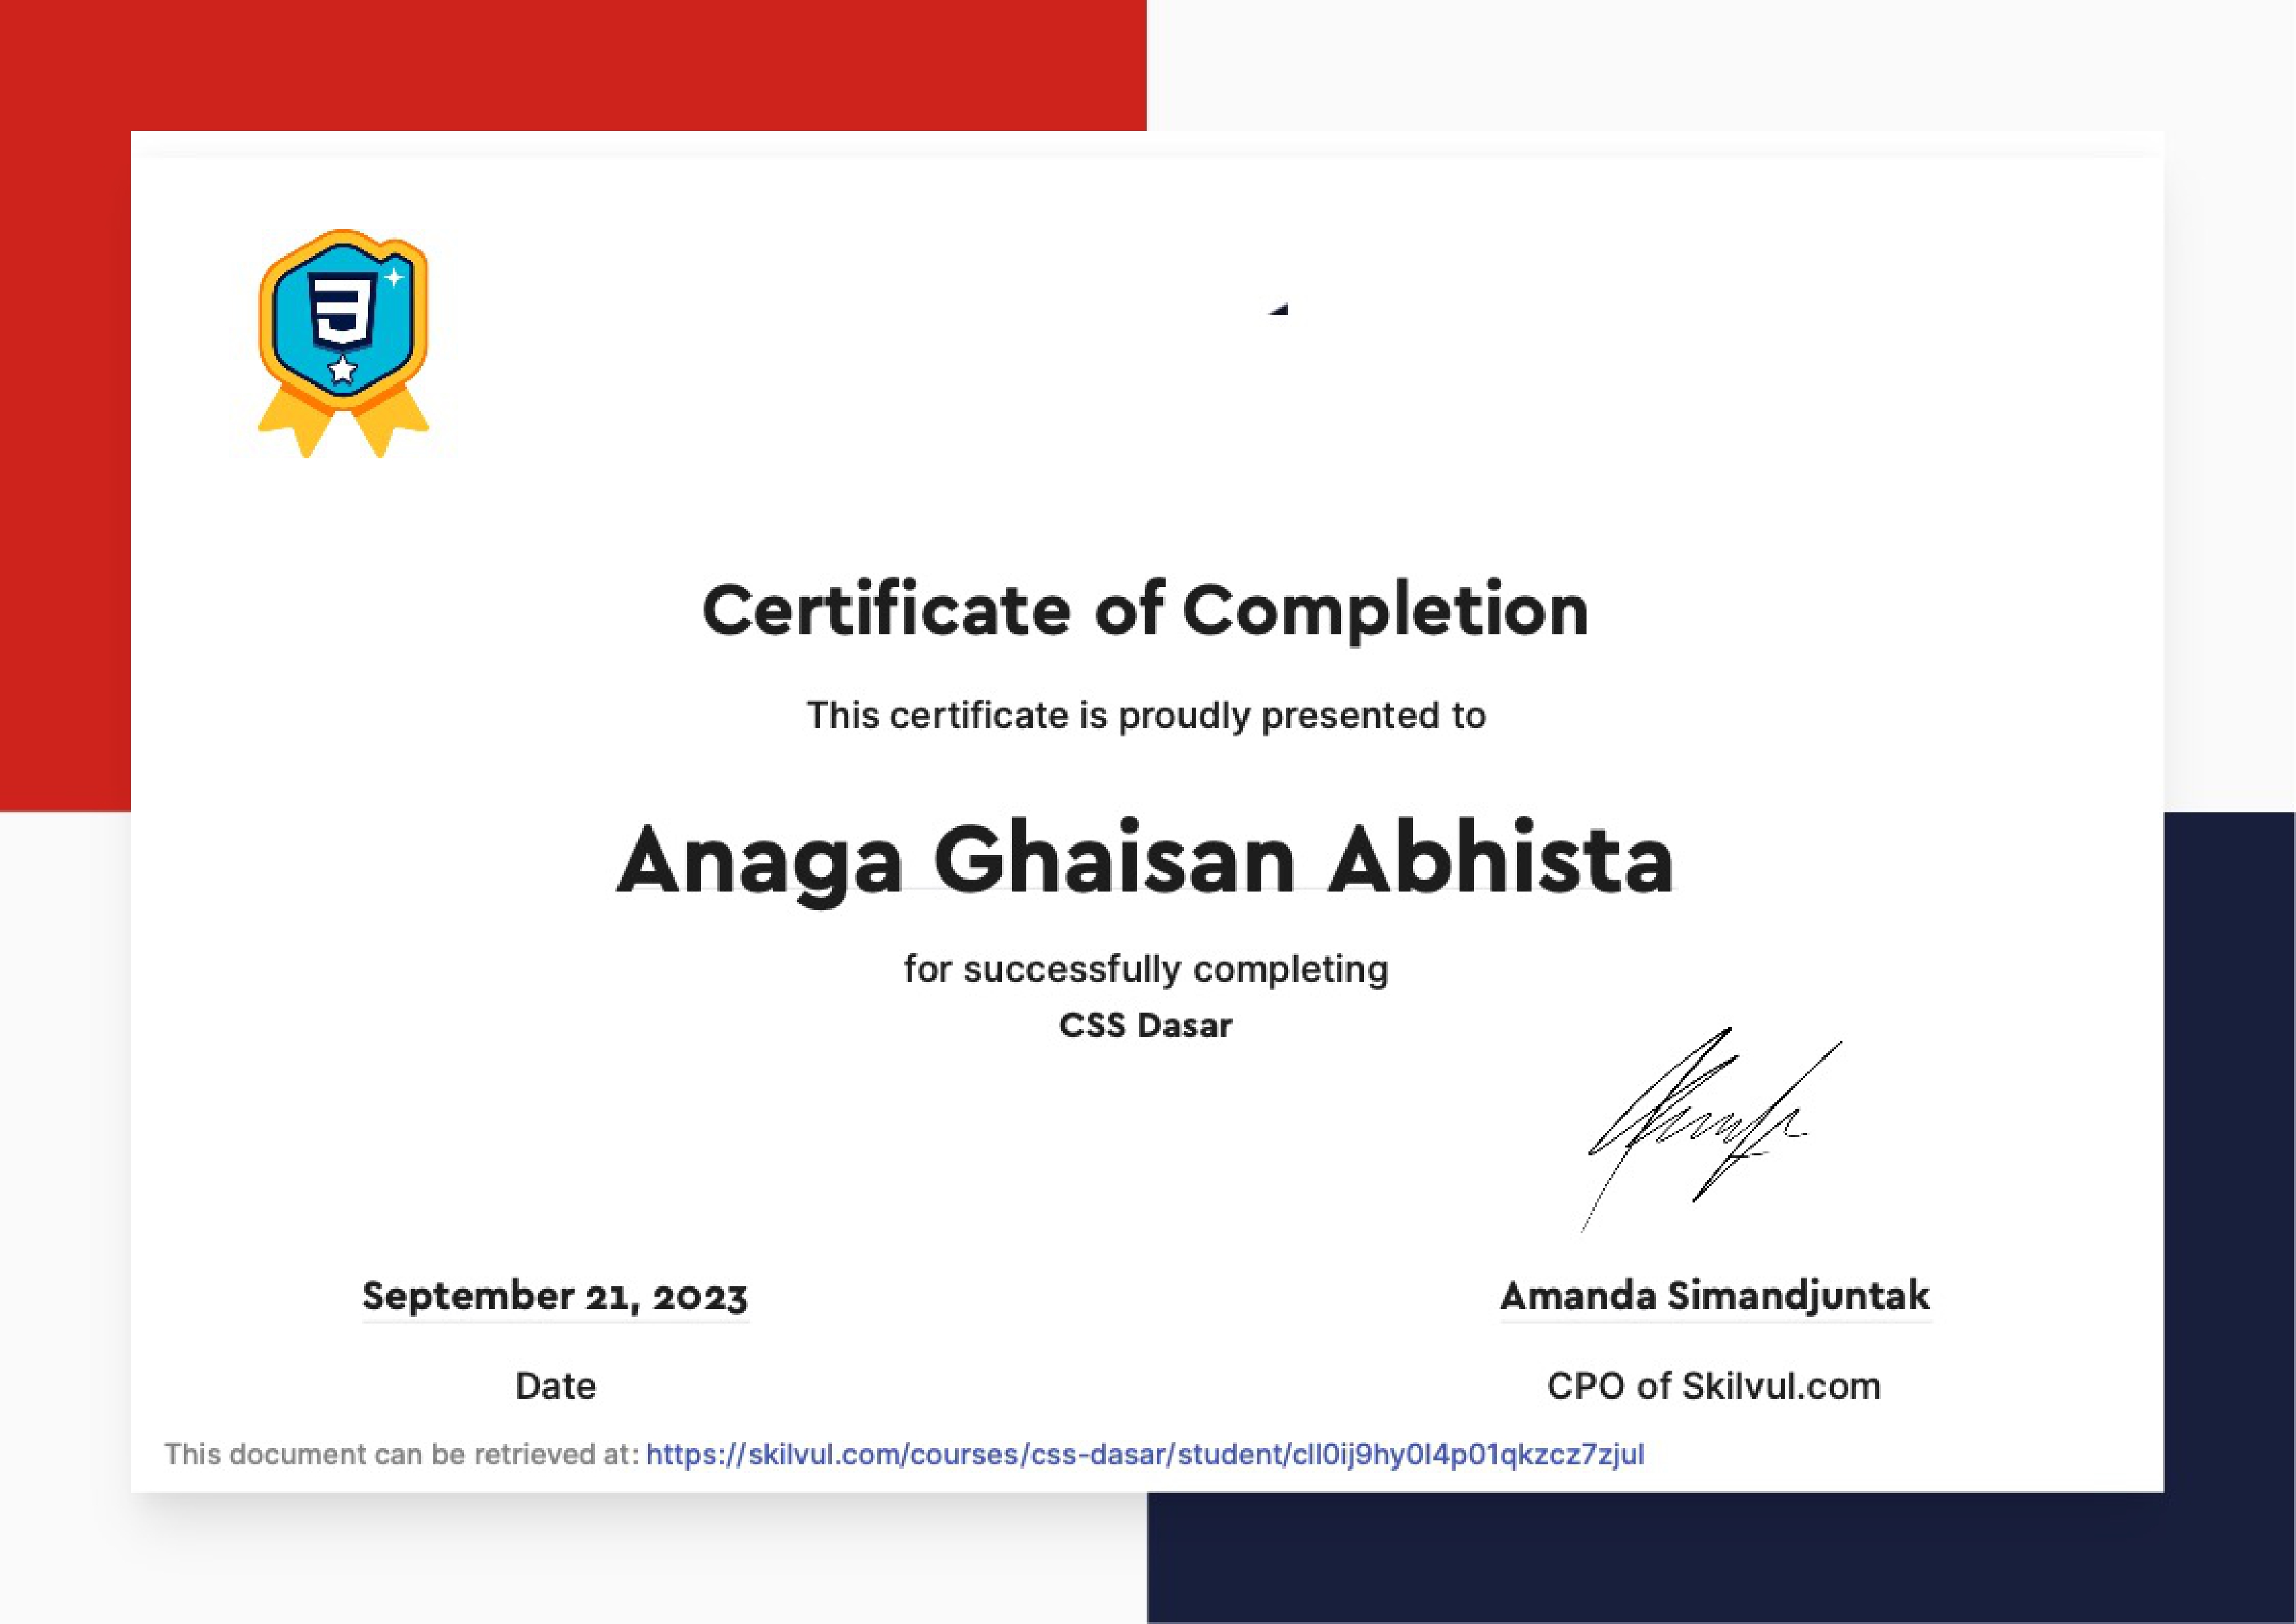 Certificate of Completion
This certificate is proudly presented to
Anaga Ghaisan Abhista
for successfully completing
CSS Dasar
September 21, 2023
Amanda Simandjuntak
Date
CPO of Skilvul.com
This document can be retrieved at: https://skilvul.com/courses/css-dasar/student/cll0ij9hy0l4p01qkzcz7zjul